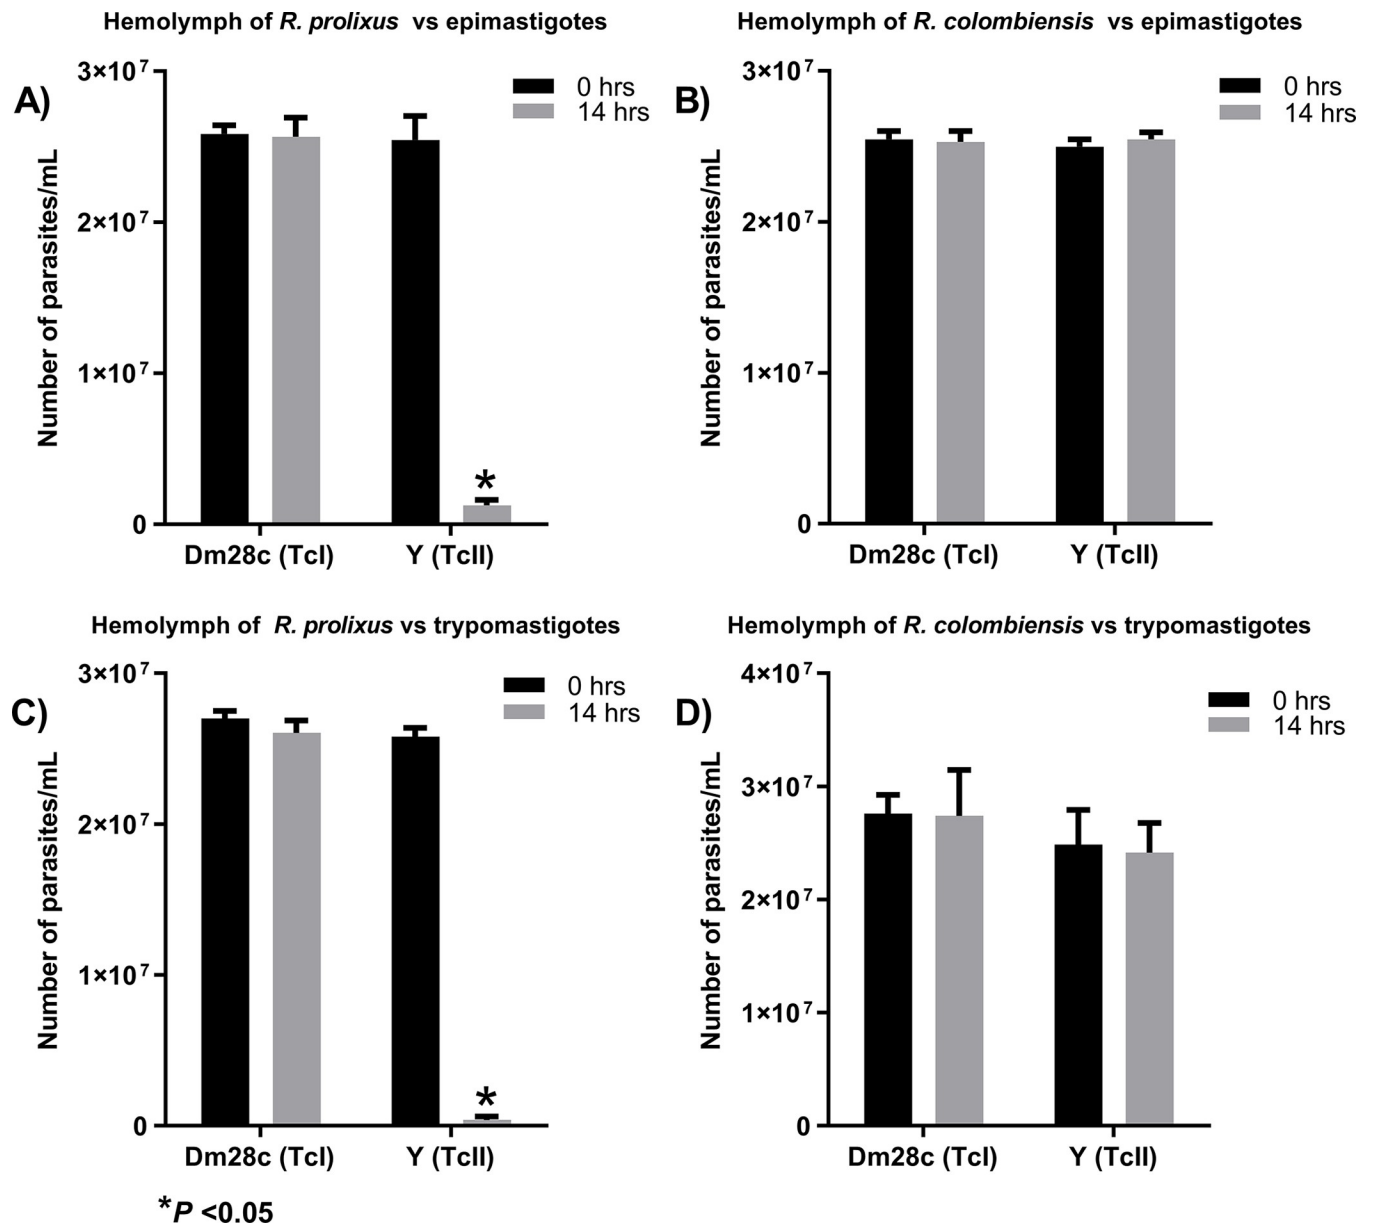 Hemolymph of R. prolixus vs epimastigotes
A)
Number of parasites/mL
3×10⁷
2×10⁷
1×10⁷
0
0 hrs
14 hrs
*
Dm28c (TcI)
Y (TcII)
Hemolymph of R. colombiensis vs epimastigotes
B)
Number of parasites/mL
3×10⁷
2×10⁷
1×10⁷
0
0 hrs
14 hrs
Dm28c (TcI)
Y (TcII)
Hemolymph of R. prolixus vs trypomastigotes
C)
Number of parasites/mL
3×10⁷
2×10⁷
1×10⁷
0
0 hrs
14 hrs
*
Dm28c (TcI)
Y (TcII)
Hemolymph of R. colombiensis vs trypomastigotes
D)
Number of parasites/mL
4×10⁷
3×10⁷
2×10⁷
1×10⁷
0
0 hrs
14 hrs
Dm28c (TcI)
Y (TcII)
*P <0.05